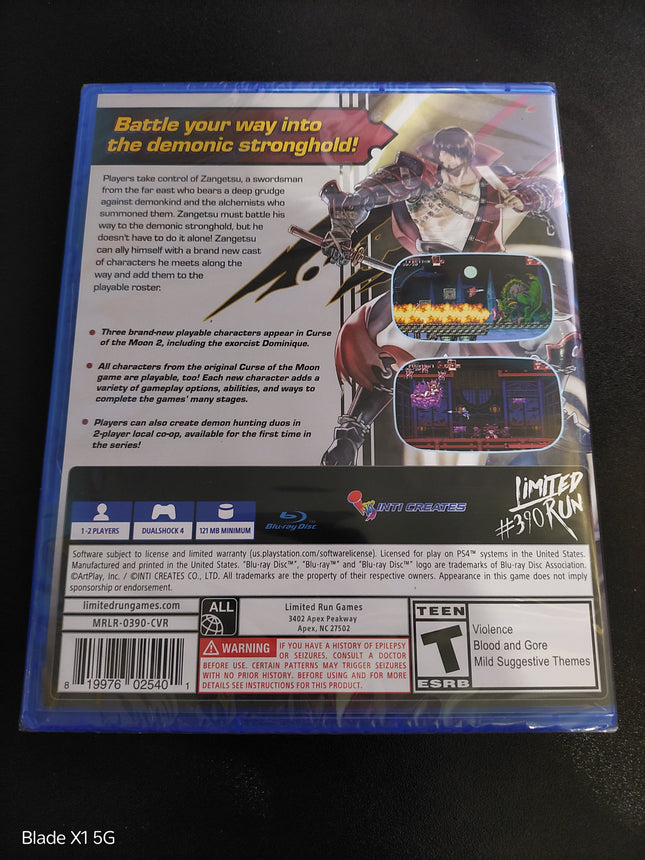 Battle your way into
the demonic stronghold!
Players take control of Zangetsu, a swordsman
from the far east who bears a deep grudge
against demonkind and the alchemists who
summoned them. Zangetsu must battle his
way to the demonic stronghold, but he
doesn't have to do it alone! Zangetsu
can ally himself with a brand new cast
of characters he meets along the
way and add them to the
playable roster.
Three brand-new playable characters appear in Curse
of the Moon 2, including the exorcist Dominique.
All characters from the original Curse of the Moon
game are playable, too! Each new character adds a
variety of gameplay options, abilities, and ways to
complete the games' many stages.
Players can also create demon hunting duos in
2-player local co-op, available for the first time in
the series!
1-2 PLAYERS
DUALSHOCK 4
121 MB MINIMUM
Blu-ray Disc™
INTI CREATES
LIMITED
RUN
#390
Software subject to license and limited warranty (us.playstation.com/softwarelicense). Licensed for play on PS4™ systems in the United States.
Manufactured and printed in the United States. "Blu-ray Disc™", "Blu-ray™" and "Blu-ray Disc™" logo are trademarks of Blu-ray Disc Association.
©ArtPlay, Inc. / ©INTI CREATES CO., LTD. All trademarks are the property of their respective owners. Appearance in this game does not imply
sponsorship or endorsement.
limitedrungames.com
MRLR-0390-CVR
8 19976 02540 1
ALL
Limited Run Games
3402 Apex Peakway
Apex, NC 27502
WARNING IF YOU HAVE A HISTORY OF EPILEPSY
OR SEIZURES, CONSULT A DOCTOR
BEFORE USE. CERTAIN PATTERNS MAY TRIGGER SEIZURES
WITH NO PRIOR HISTORY. BEFORE USING AND FOR MORE
DETAILS SEE INSTRUCTIONS FOR THIS PRODUCT.
TEEN
T
ESRB
Violence
Blood and Gore
Mild Suggestive Themes
Blade X1 5G